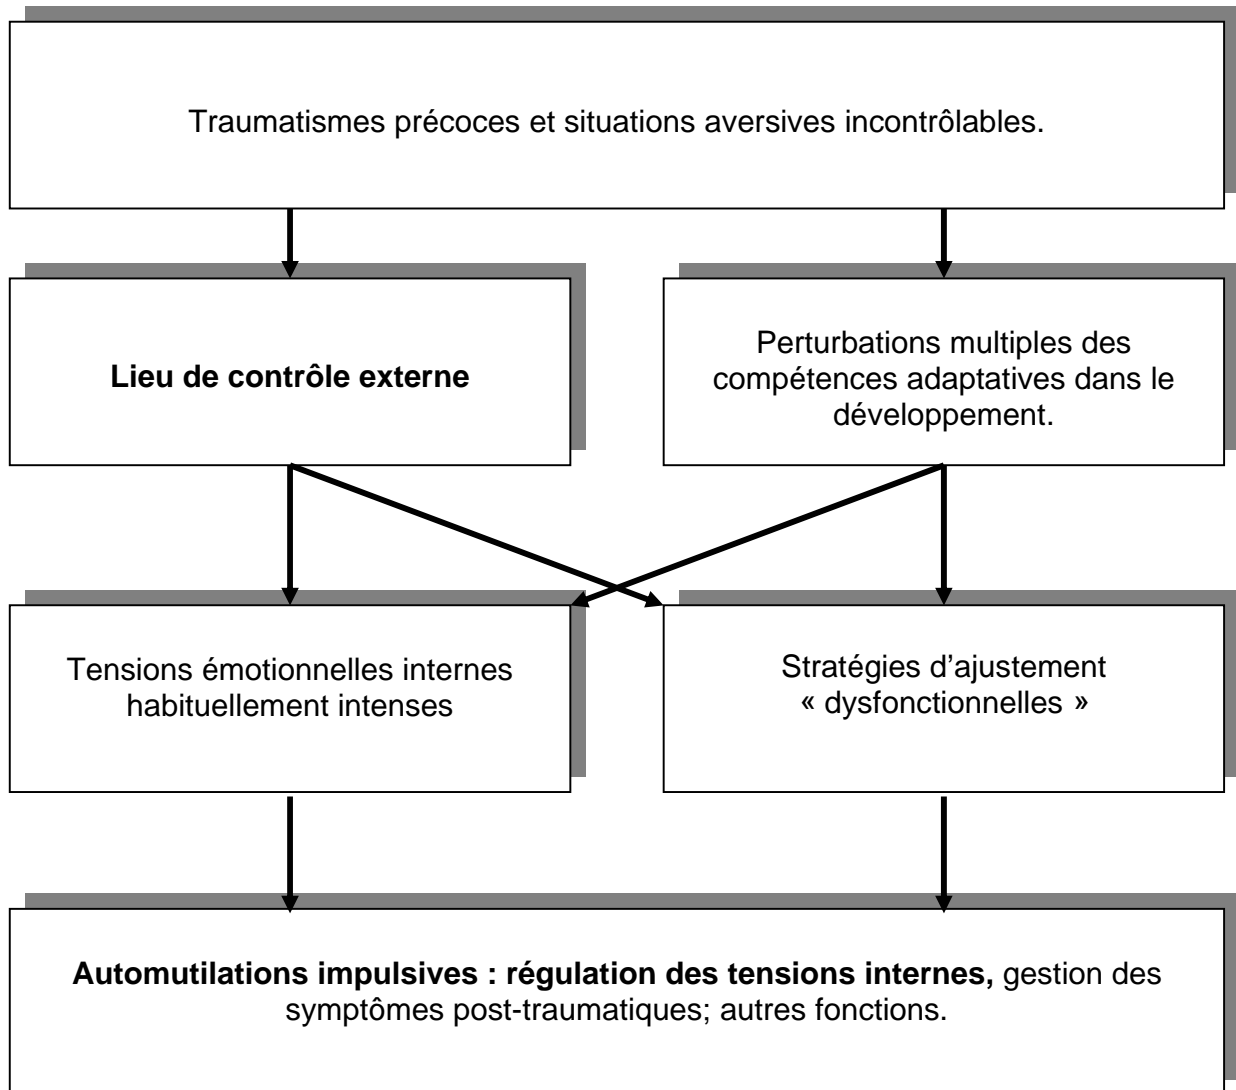 Traumatismes précoces et situations aversives incontrôlables.
Lieu de contrôle externe
Perturbations multiples des
compétences adaptatives dans le
développement.
Tensions émotionnelles internes
habituellement intenses
Stratégies d’ajustement
« dysfonctionnelles »
Automutilations impulsives : régulation des tensions internes, gestion des
symptômes post-traumatiques; autres fonctions.